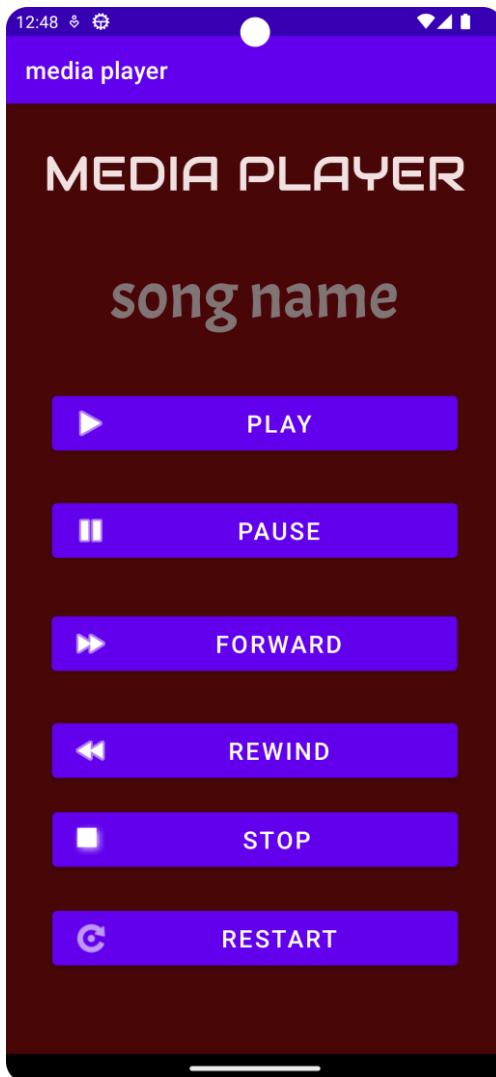 12:48
media player
MEDIA PLAYER
song name
PLAY
PAUSE
FORWARD
REWIND
STOP
RESTART